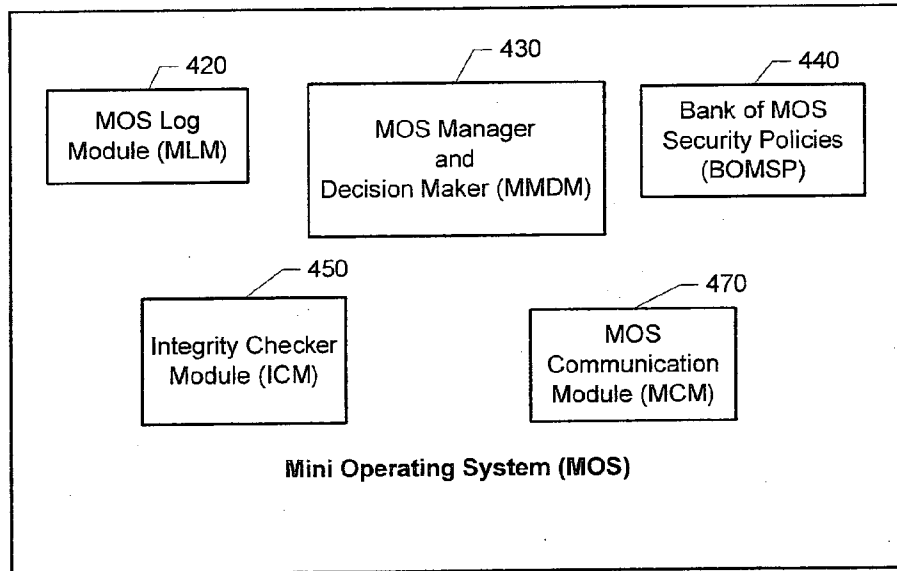 420
MOS Log
Module (MLM)
430
MOS Manager
and
Decision Maker (MMDM)
440
Bank of MOS
Security Policies
(BOMSP)
450
Integrity Checker
Module (ICM)
470
MOS
Communication
Module (MCM)
Mini Operating System (MOS)